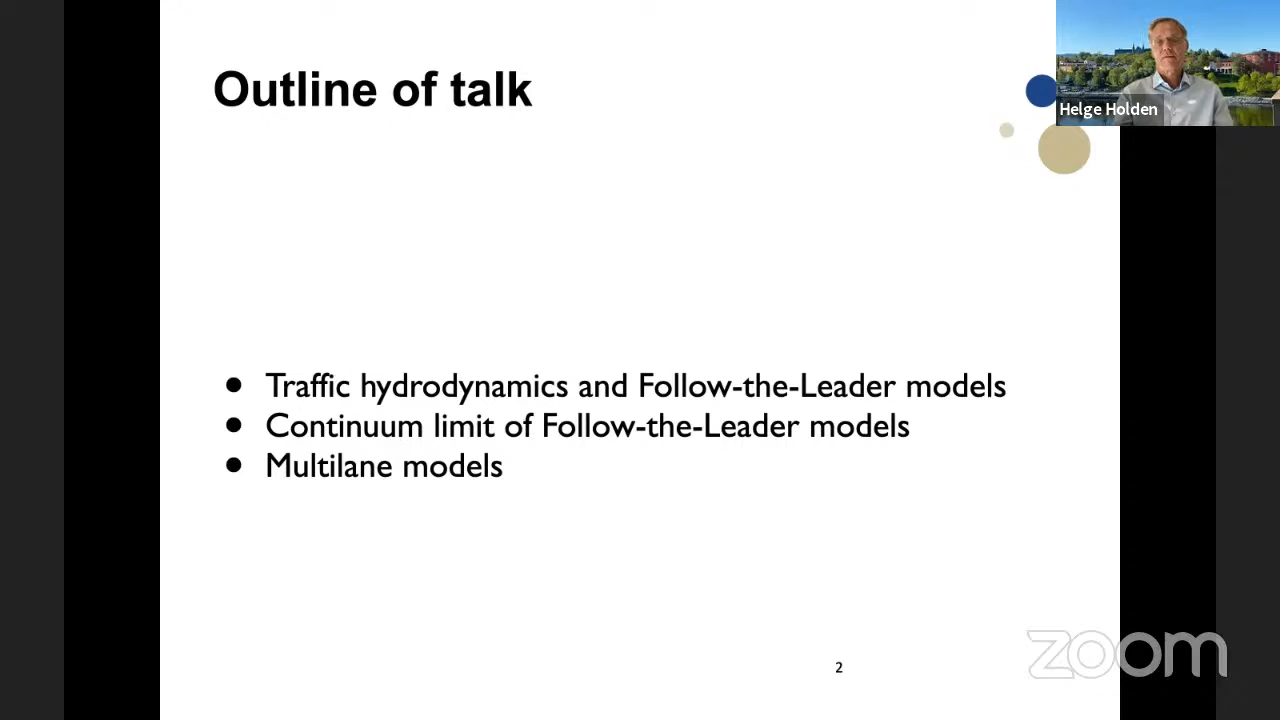 Outline of talk
Helge Holden
● Traffic hydrodynamics and Follow-the-Leader models
● Continuum limit of Follow-the-Leader models
● Multilane models
2
zoom